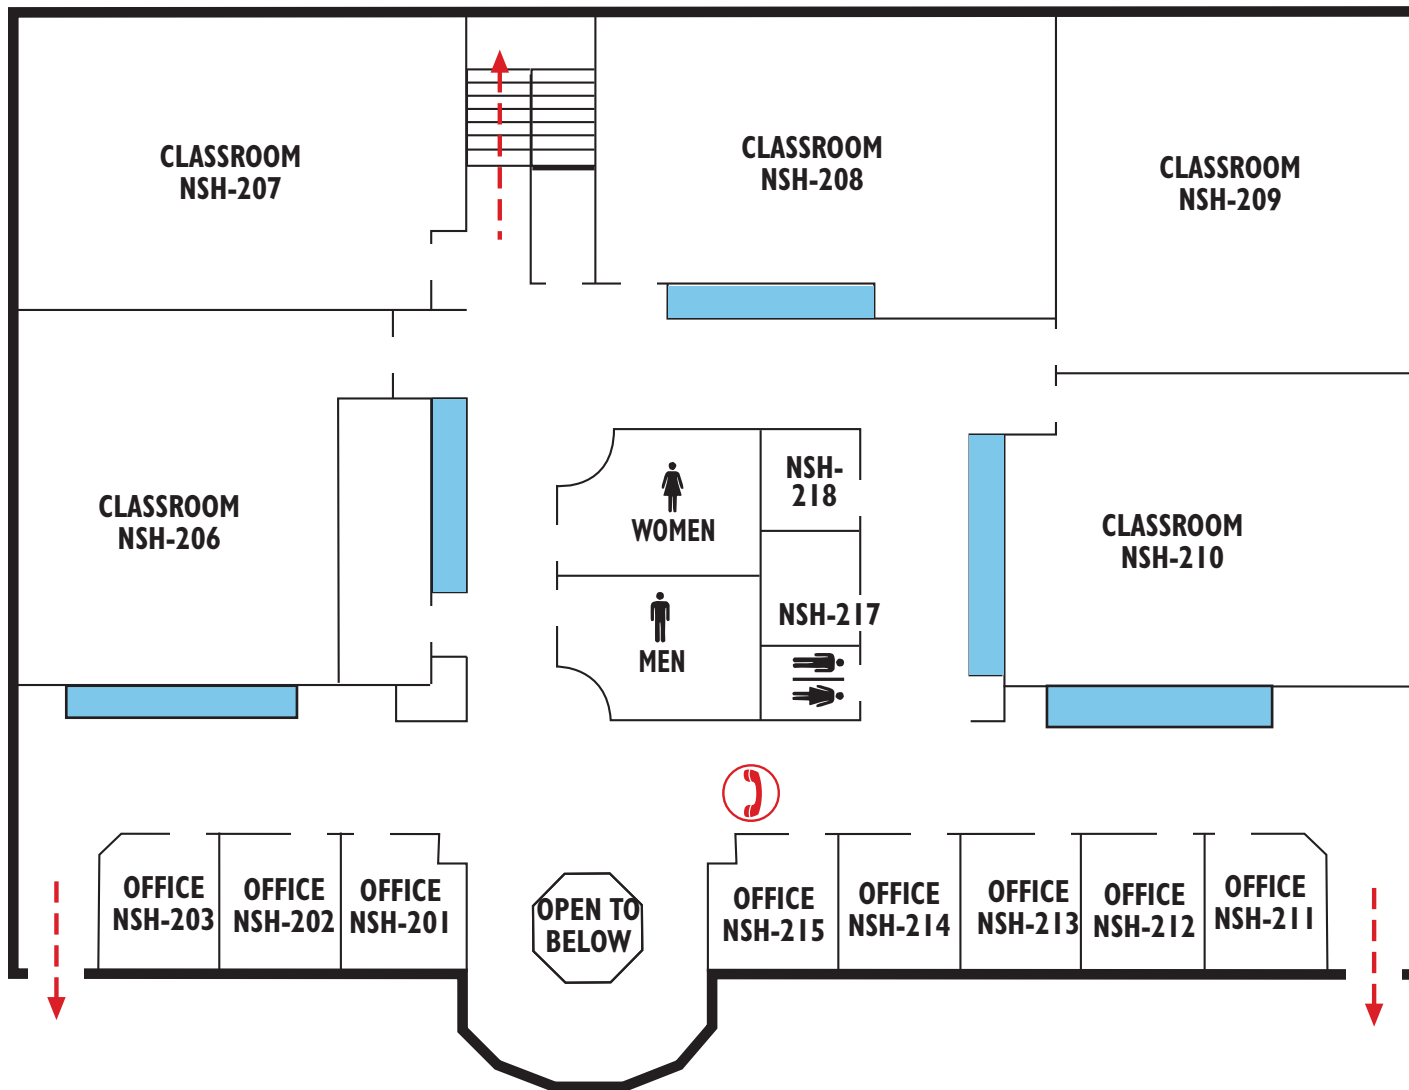 CLASSROOM
NSH-207
CLASSROOM
NSH-208
CLASSROOM
NSH-209
CLASSROOM
NSH-206
WOMEN
NSH-
218
CLASSROOM
NSH-210
MEN
NSH-217
OFFICE
NSH-203
OFFICE
NSH-202
OFFICE
NSH-201
OPEN TO
BELOW
OFFICE
NSH-215
OFFICE
NSH-214
OFFICE
NSH-213
OFFICE
NSH-212
OFFICE
NSH-211